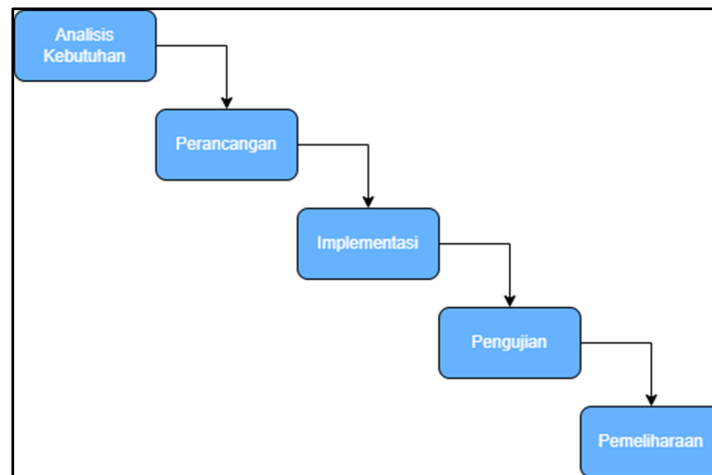 Analisis
Kebutuhan
Perancangan
Implementasi
Pengujian
Pemeliharaan